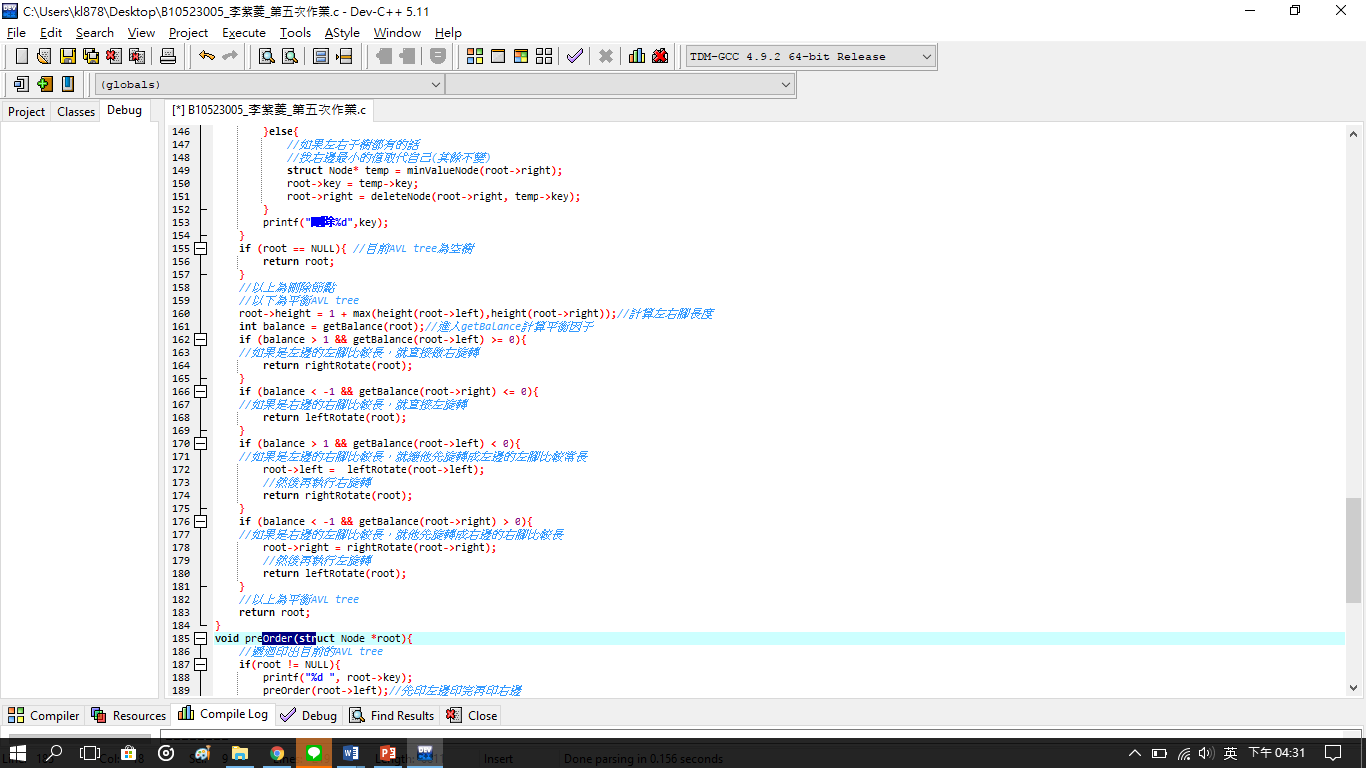 C:\Users\kl878\Desktop\B10523005_李紫菱_第五次作業.c - Dev-C++ 5.11
File Edit Search View Project Execute Tools AStyle Window Help
TDM-GCC 4.9.2 64-bit Release
(globals)
Project Classes Debug
[*] B10523005_李紫菱_第五次作業.c
146 }else{
147 //如果左右子樹都有的話
148 //找右邊最小的值取代自己(其餘不變)
149 struct Node* temp = minValueNode(root->right);
150 root->key = temp->key;
151 root->right = deleteNode(root->right, temp->key);
152 }
153 printf("刪除%d",key);
154 }
155 if (root == NULL){ //目前AVL tree為空樹
156 return root;
157 }
158 //以上為刪除節點
159 //以下為平衡AVL tree
160 root->height = 1 + max(height(root->left),height(root->right));//計算左右腳長度
161 int balance = getBalance(root);//進入getBalance計算平衡因子
162 if (balance > 1 && getBalance(root->left) >= 0){
163 //如果是左邊的左腳比較長，就直接做右旋轉
164 return rightRotate(root);
165 }
166 if (balance < -1 && getBalance(root->right) <= 0){
167 //如果是右邊的右腳比較長，就直接左旋轉
168 return leftRotate(root);
169 }
170 if (balance > 1 && getBalance(root->left) < 0){
171 //如果是左邊的右腳比較長，就讓他先旋轉成左邊的左腳比較常長
172 root->left =  leftRotate(root->left);
173 //然後再執行右旋轉
174 return rightRotate(root);
175 }
176 if (balance < -1 && getBalance(root->right) > 0){
177 //如果是右邊的左腳比較長，就他先旋轉成右邊的右腳比較長
178 root->right = rightRotate(root->right);
179 //然後再執行左旋轉
180 return leftRotate(root);
181 }
182 //以上為平衡AVL tree
183 return root;
184 }
185 void preOrder(struct Node *root){
186 //遞迴印出目前的AVL tree
187 if(root != NULL){
188 printf("%d ", root->key);
189 preOrder(root->left);//先印左邊印完再印右邊
Compiler Resources Compile Log Debug Find Results Close
Insert Done parsing in 0.156 seconds
英 下午 04:31